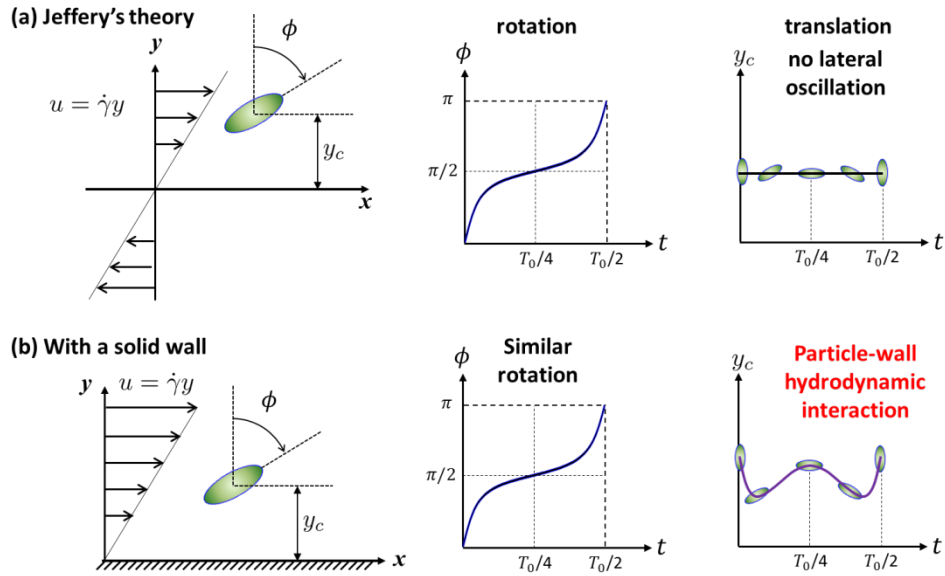 (a) Jeffery's theory
y
u = γ̇y
ϕ
y_c
x
rotation
ϕ
π
π/2
T_0/4
T_0/2
t
translation
no lateral
oscillation
y_c
T_0/4
T_0/2
t
(b) With a solid wall
y
u = γ̇y
ϕ
y_c
x
Similar
rotation
ϕ
π
π/2
T_0/4
T_0/2
t
Particle-wall
hydrodynamic
interaction
y_c
T_0/4
T_0/2
t